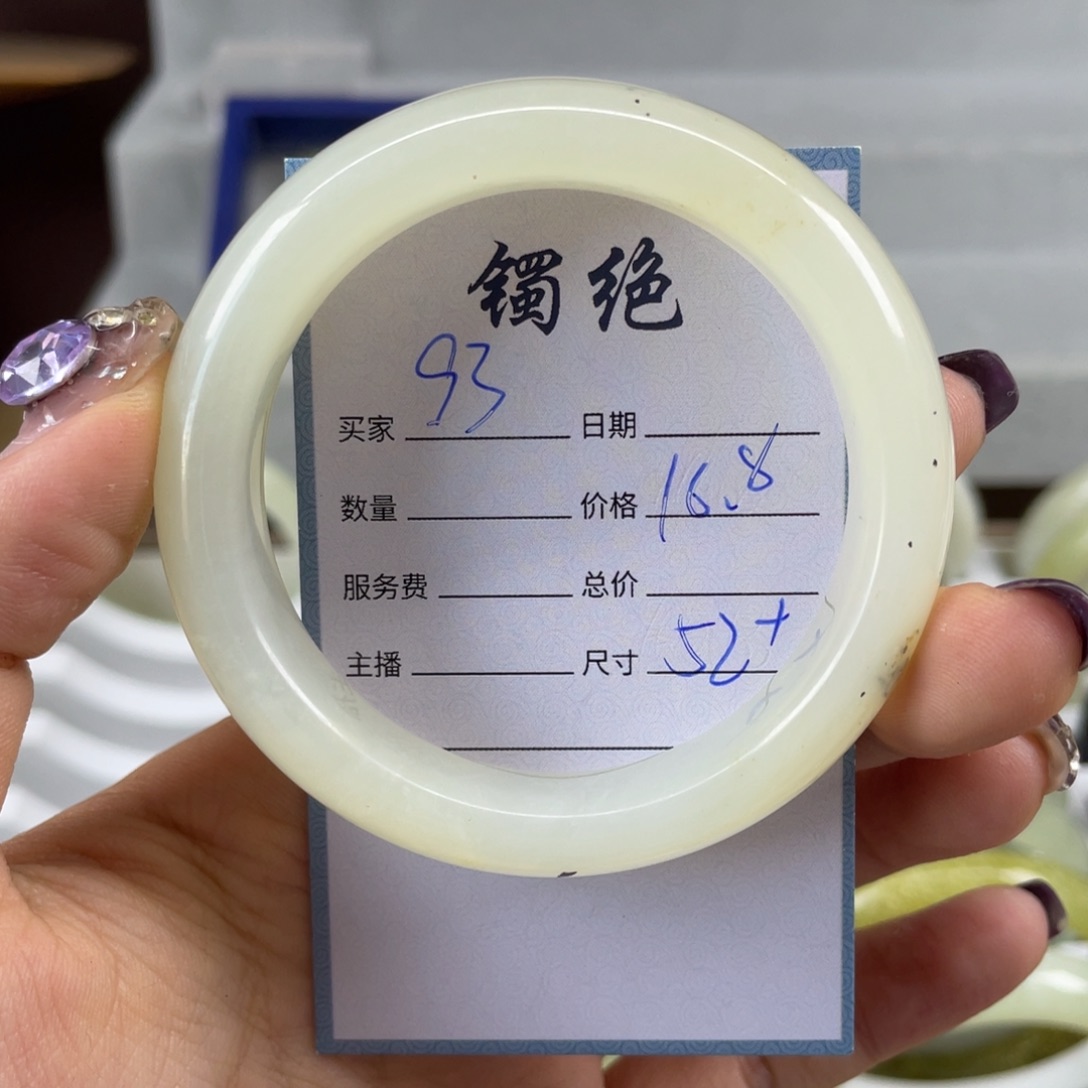 镯绝
买家 93 日期
数量 价格 16.8
服务费 总价
主播 尺寸 52+